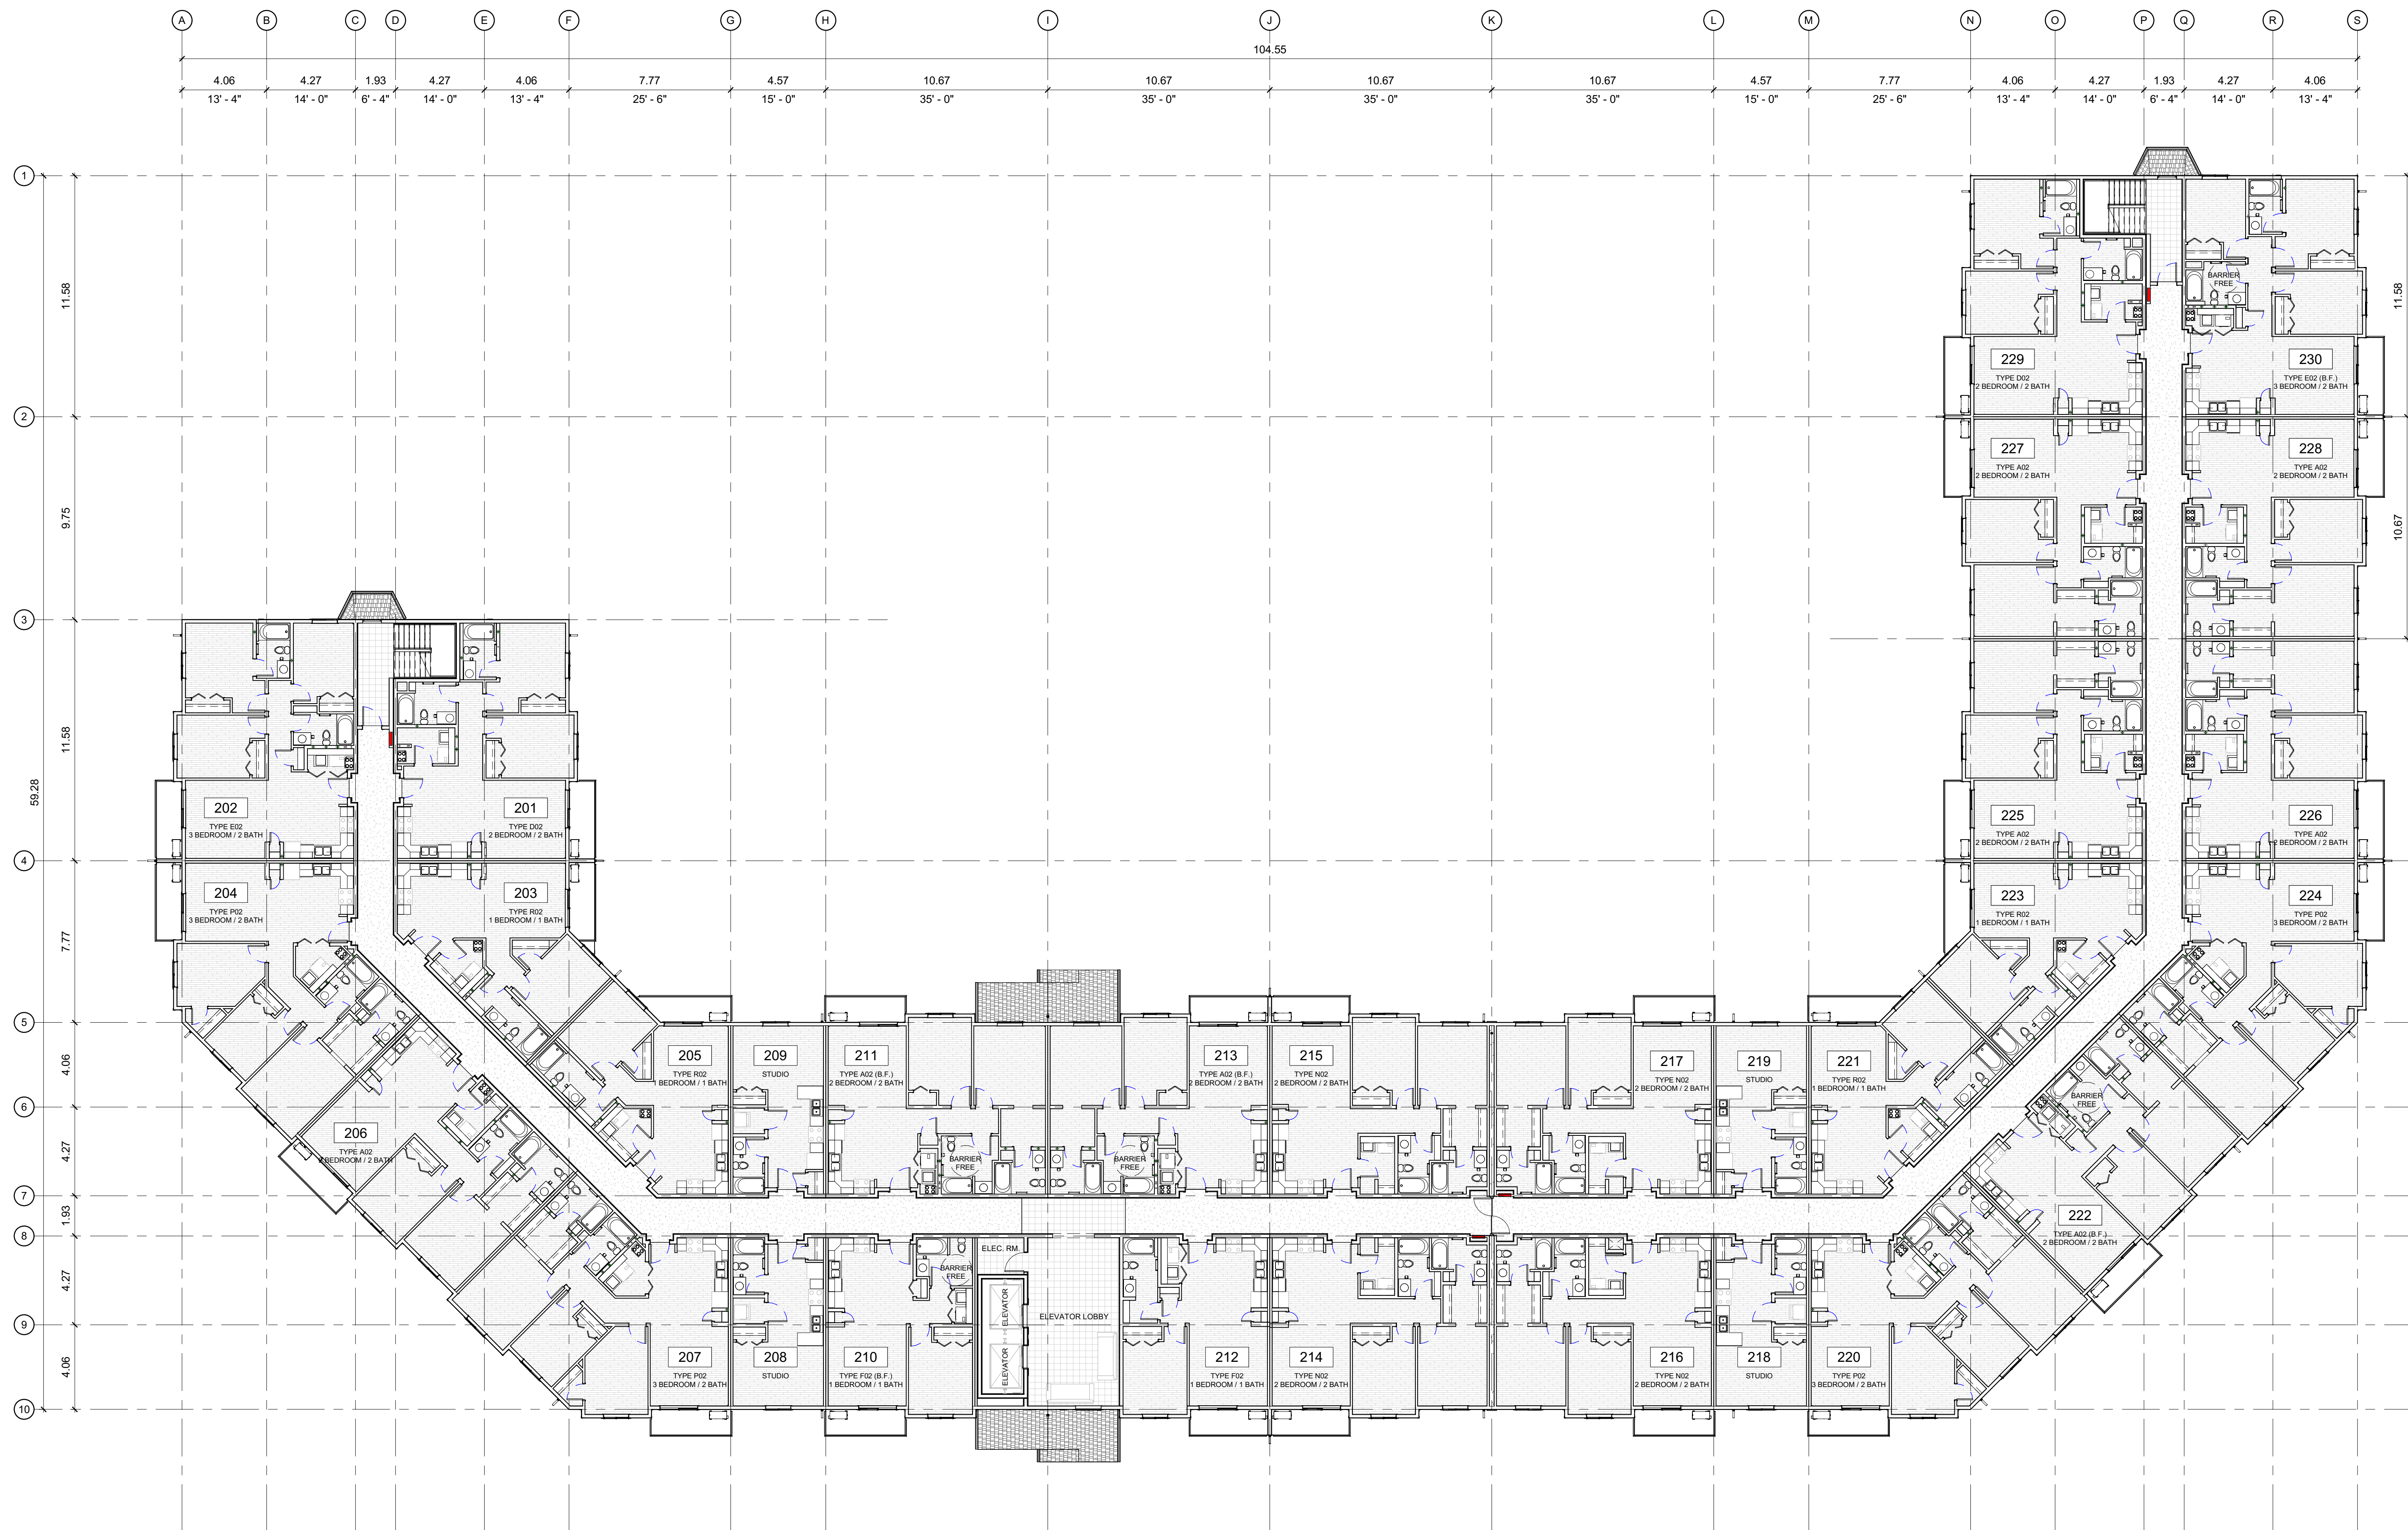 A B C D E F G H I J K L M N O P Q R S
104.55
4.06 4.27 1.93 4.27 4.06 7.77 4.57 10.67 10.67 10.67 10.67 4.57 7.77 4.06 4.27 1.93 4.27 4.06
13' - 4" 14' - 0" 6' - 4" 14' - 0" 13' - 4" 25' - 6" 15' - 0" 35' - 0" 35' - 0" 35' - 0" 35' - 0" 15' - 0" 25' - 6" 13' - 4" 14' - 0" 6' - 4" 14' - 0" 13' - 4"
1
2
3
4
5
6
7
8
9
10
59.28
11.58
9.75
11.58
7.77
4.06
4.27
1.93
4.27
4.06
11.58
10.67
BARRIER
FREE
229
TYPE D02
2 BEDROOM / 2 BATH
230
TYPE E02 (B.F.)
3 BEDROOM / 2 BATH
227
TYPE A02
2 BEDROOM / 2 BATH
228
TYPE A02
2 BEDROOM / 2 BATH
202
TYPE E02
3 BEDROOM / 2 BATH
201
TYPE D02
2 BEDROOM / 2 BATH
225
TYPE A02
2 BEDROOM / 2 BATH
226
TYPE A02
2 BEDROOM / 2 BATH
204
TYPE P02
3 BEDROOM / 2 BATH
203
TYPE R02
1 BEDROOM / 1 BATH
223
TYPE R02
1 BEDROOM / 1 BATH
224
TYPE P02
3 BEDROOM / 2 BATH
205
TYPE R02
1 BEDROOM / 1 BATH
209
STUDIO
211
TYPE A02 (B.F.)
2 BEDROOM / 2 BATH
213
TYPE A02 (B.F.)
2 BEDROOM / 2 BATH
215
TYPE N02
2 BEDROOM / 2 BATH
217
TYPE N02
2 BEDROOM / 2 BATH
219
STUDIO
221
TYPE R02
1 BEDROOM / 1 BATH
BARRIER
FREE
206
TYPE A02
2 BEDROOM / 2 BATH
BARRIER
FREE
BARRIER
FREE
222
TYPE A02 (B.F.)
2 BEDROOM / 2 BATH
ELEC. RM.
BARRIER
FREE
ELEVATOR
ELEVATOR
ELEVATOR LOBBY
207
TYPE P02
3 BEDROOM / 2 BATH
208
STUDIO
210
TYPE F02 (B.F.)
1 BEDROOM / 1 BATH
212
TYPE F02
1 BEDROOM / 1 BATH
214
TYPE N02
2 BEDROOM / 2 BATH
216
TYPE N02
2 BEDROOM / 2 BATH
218
STUDIO
220
TYPE P02
3 BEDROOM / 2 BATH